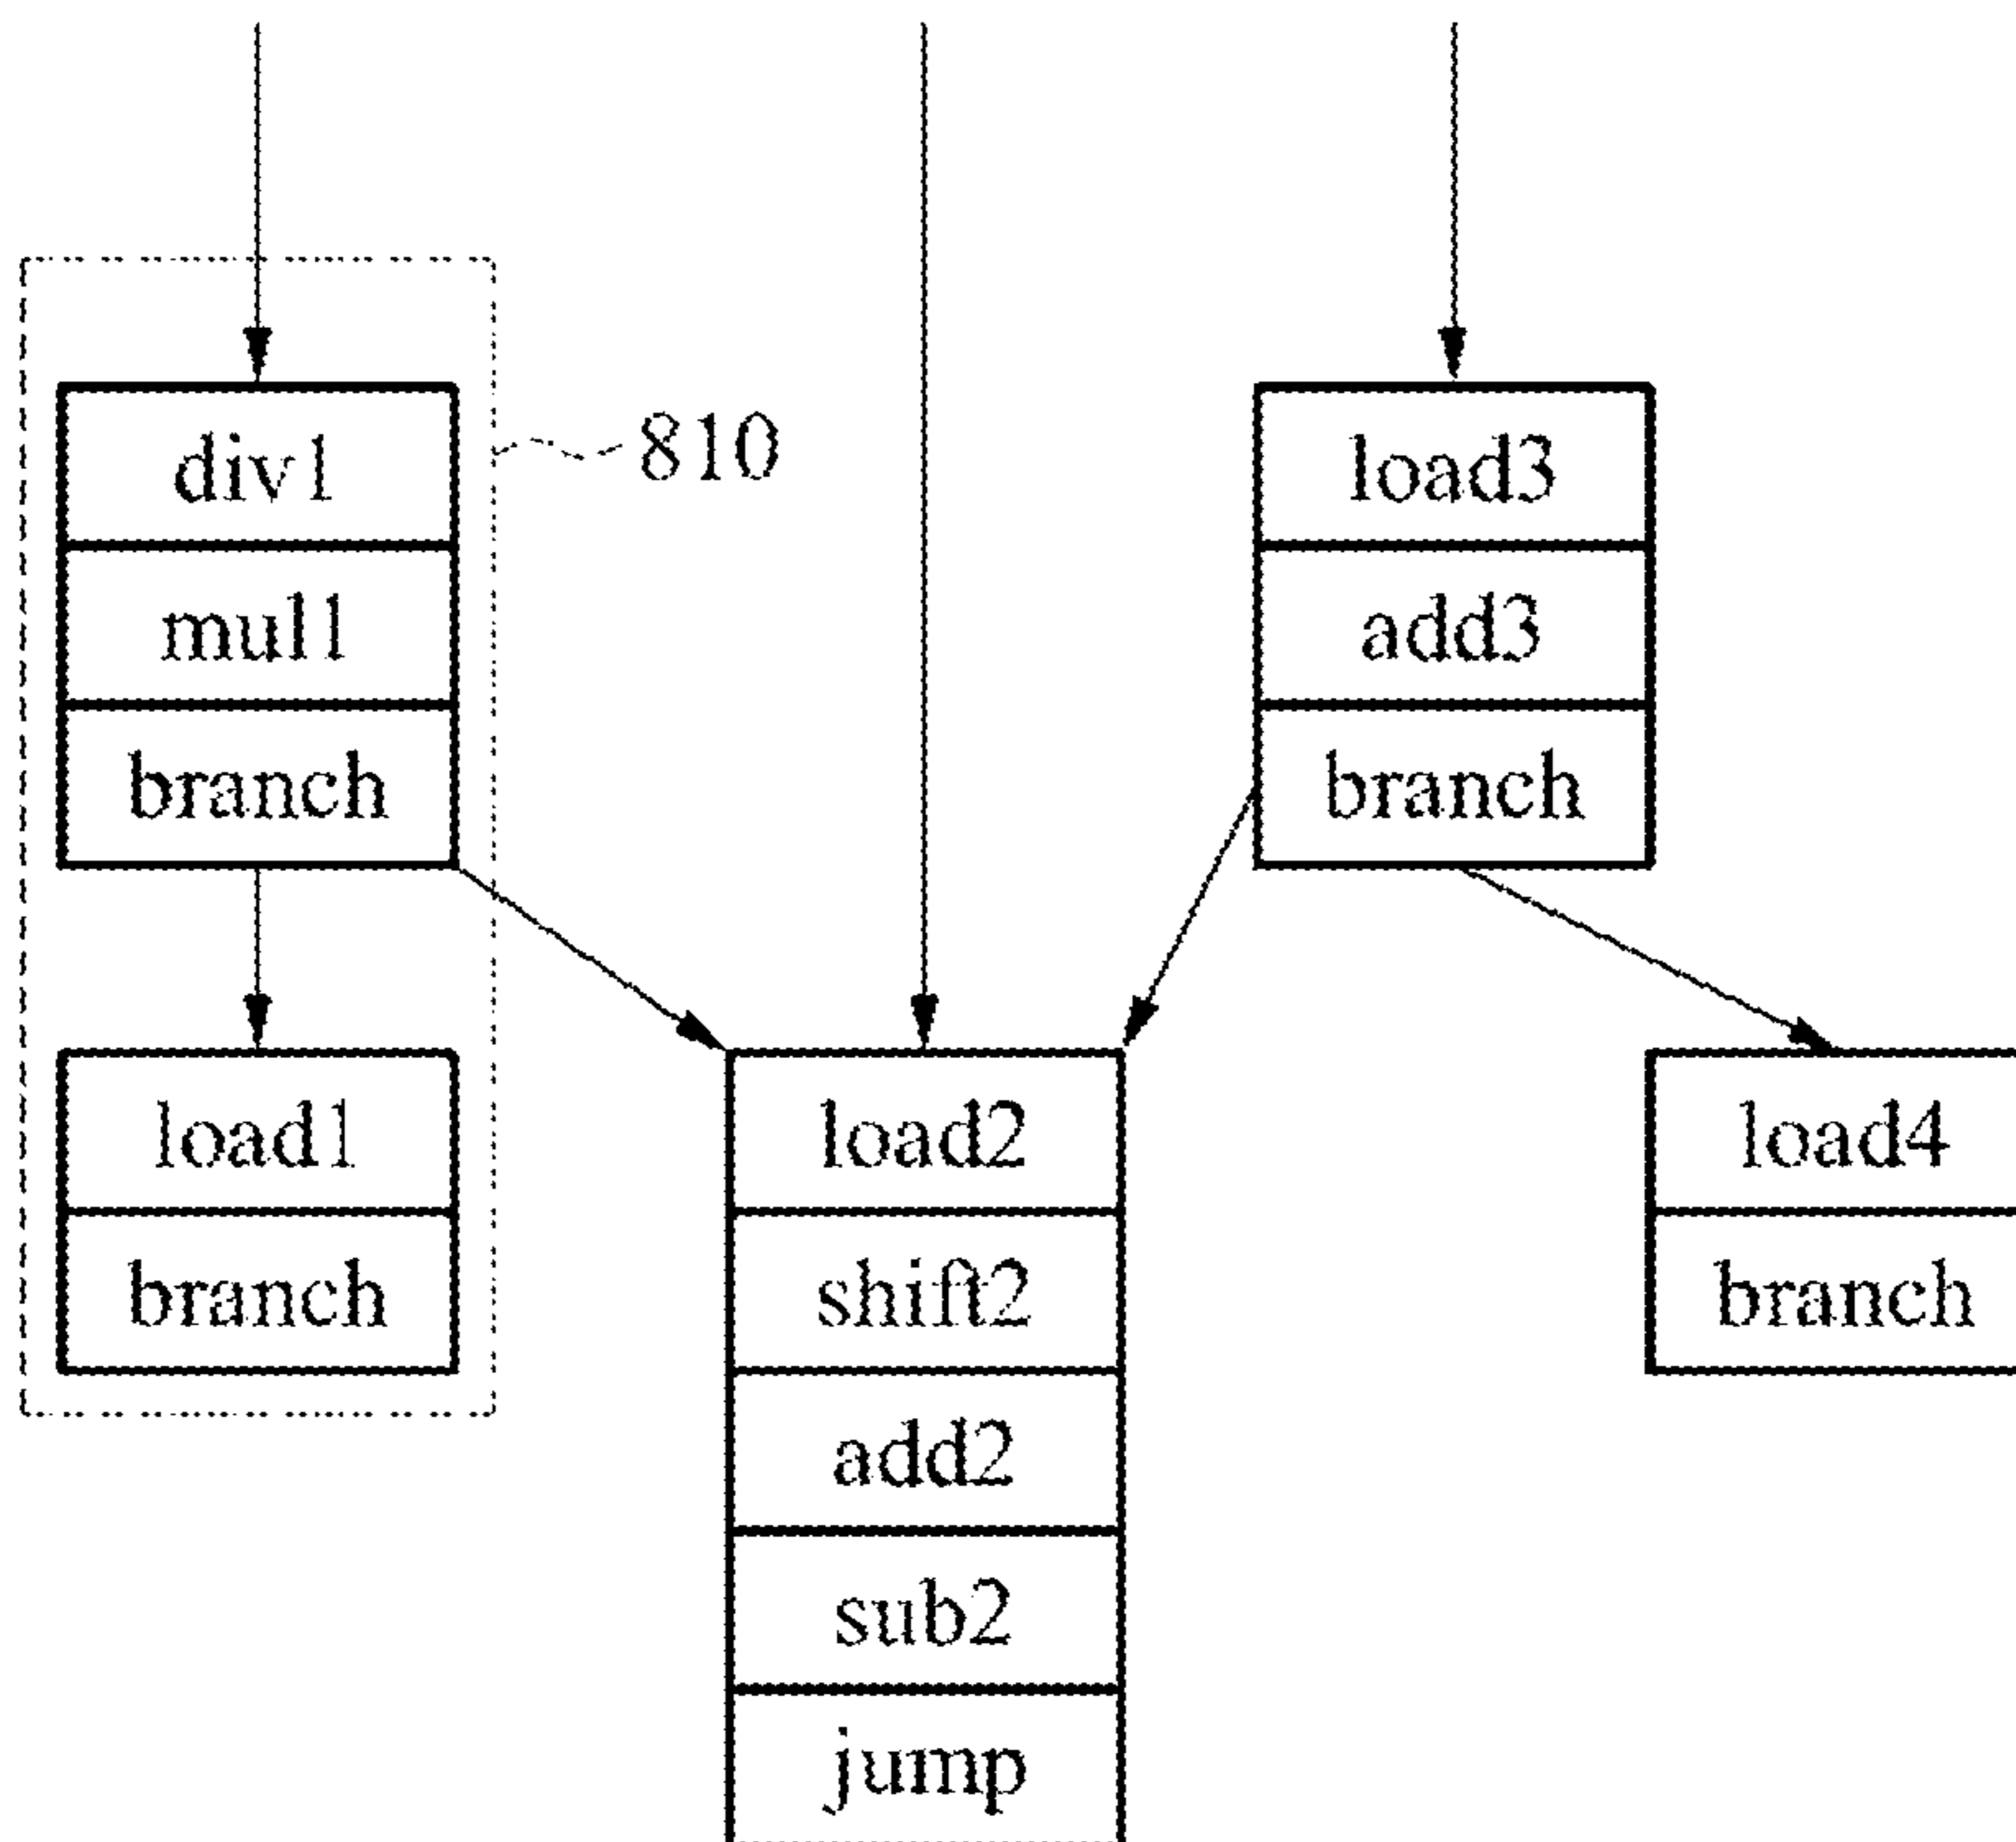 div1
mul1
branch
810
load3
add3
branch
load1
branch
load2
shift2
add2
sub2
jump
load4
branch